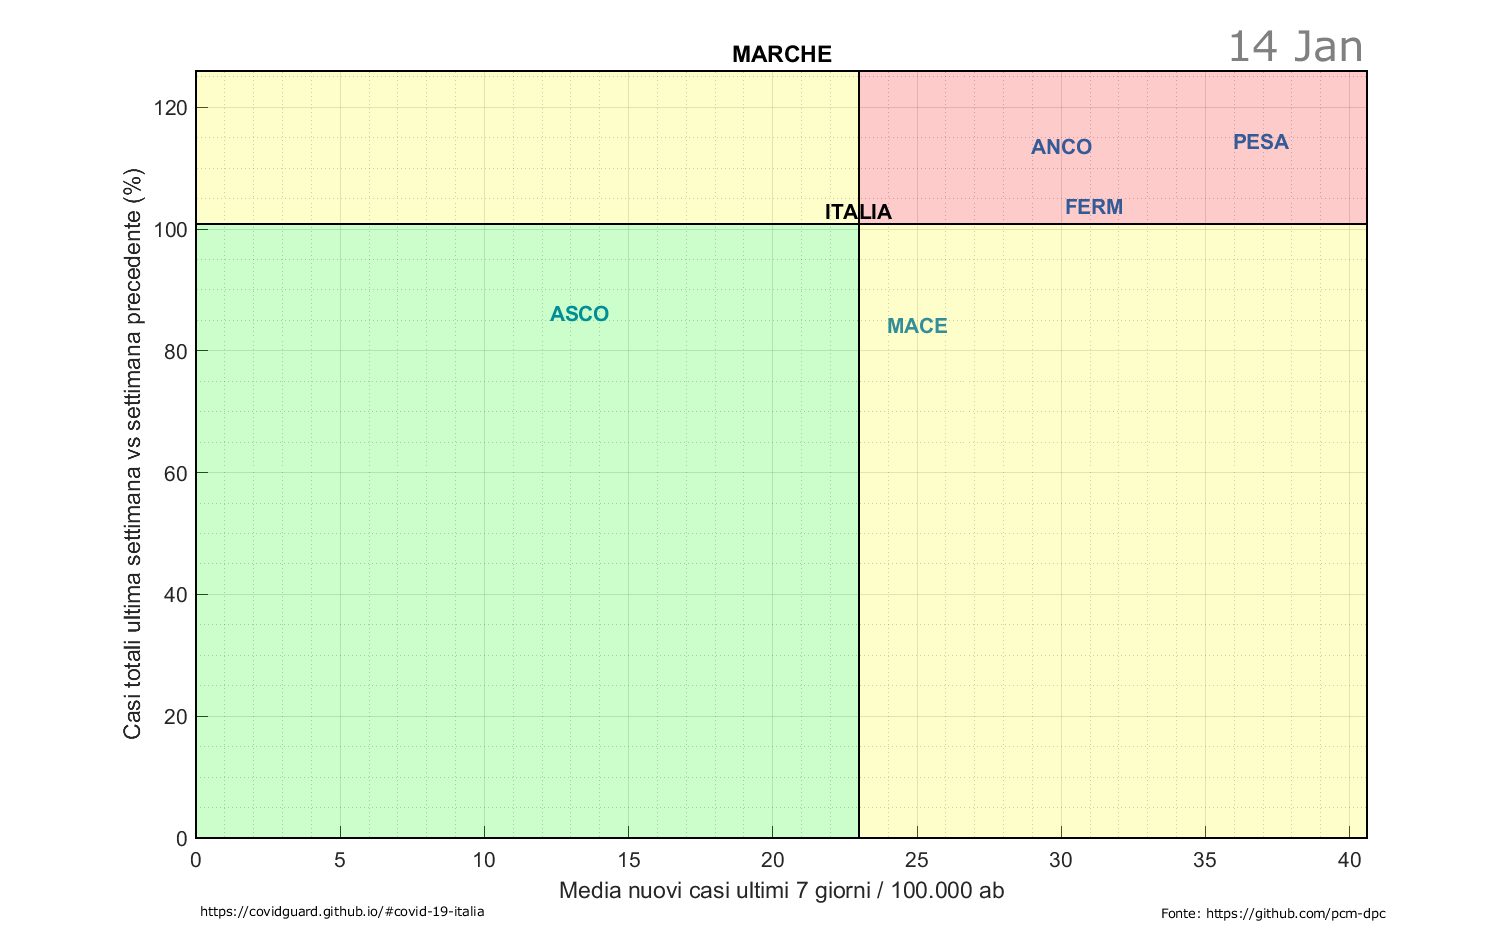 MARCHE
14 Jan
120
100
80
60
40
20
0
Casi totali ultima settimana vs settimana precedente (%)
ANCO
PESA
FERM
ITALIA
ASCO
MACE
0 5 10 15 20 25 30 35 40
Media nuovi casi ultimi 7 giorni / 100.000 ab
https://covidguard.github.io/#covid-19-italia
Fonte: https://github.com/pcm-dpc